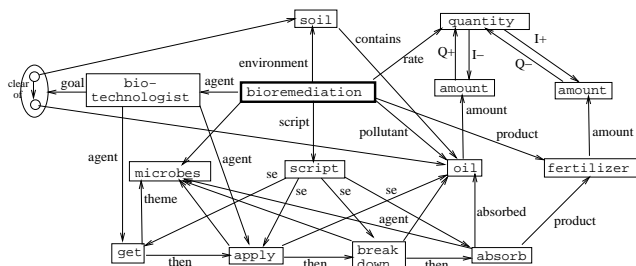 soil
quantity
contains
I+
Q+
I−
Q−
environment
rate
clear
of
goal
bio-
technologist
agent
bioremediation
amount
amount
script
pollutant
amount
product
amount
agent
agent
microbes
script
oil
fertilizer
se
se
se
se
theme
agent
absorbed
product
get
then
apply
then
break
down
then
absorb